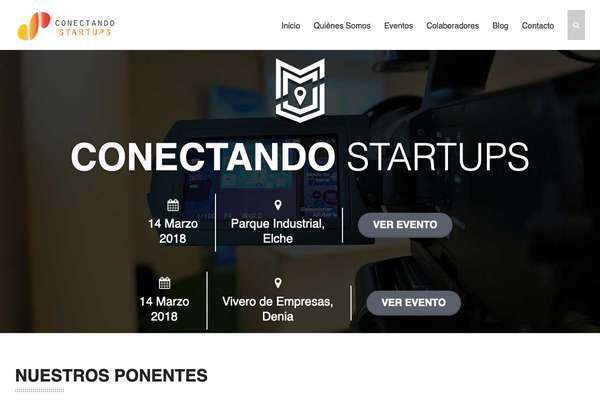 CONECTANDO
STARTUPS
Inicio Quiénes Somos Eventos Colaboradores Blog Contacto
CONECTANDO STARTUPS
14 Marzo
2018
Parque Industrial,
Elche
VER EVENTO
14 Marzo
2018
Vivero de Empresas,
Denia
VER EVENTO
NUESTROS PONENTES